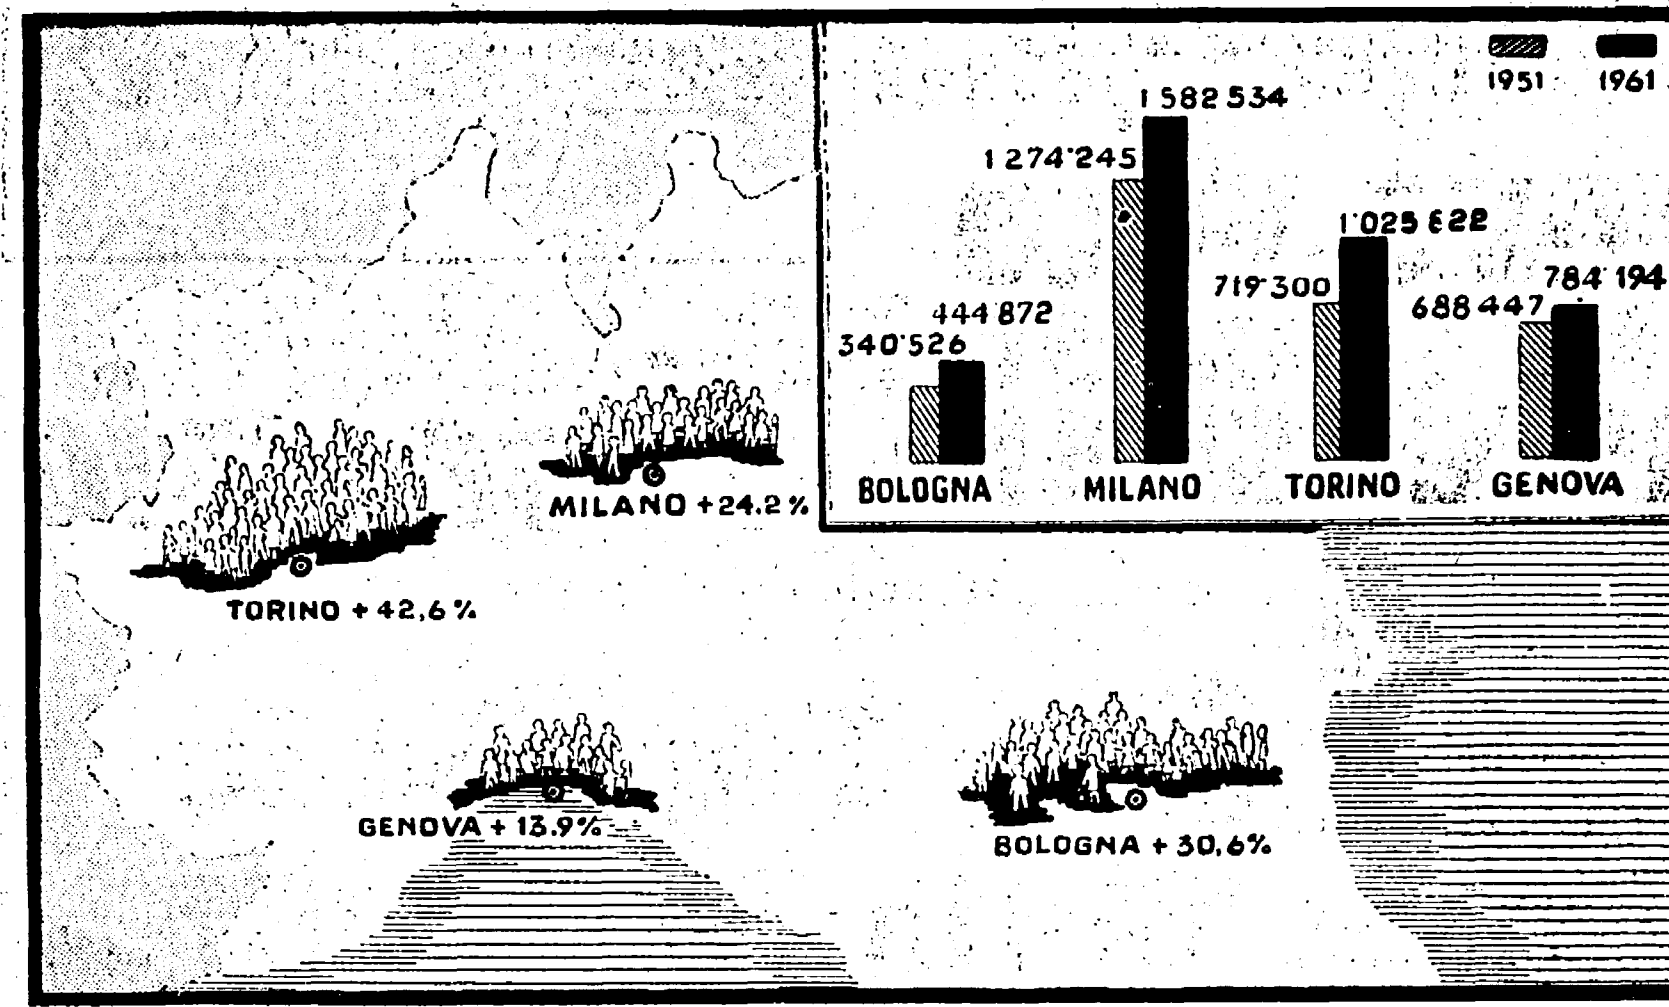 1951 1961
1 582 534
1 274'245
1'025 822
719'300
784'194
688 447
444 872
340'526
BOLOGNA MILANO TORINO GENOVA
MILANO +24.2%
TORINO + 42,6%
GENOVA + 13.9%
BOLOGNA + 30,6%